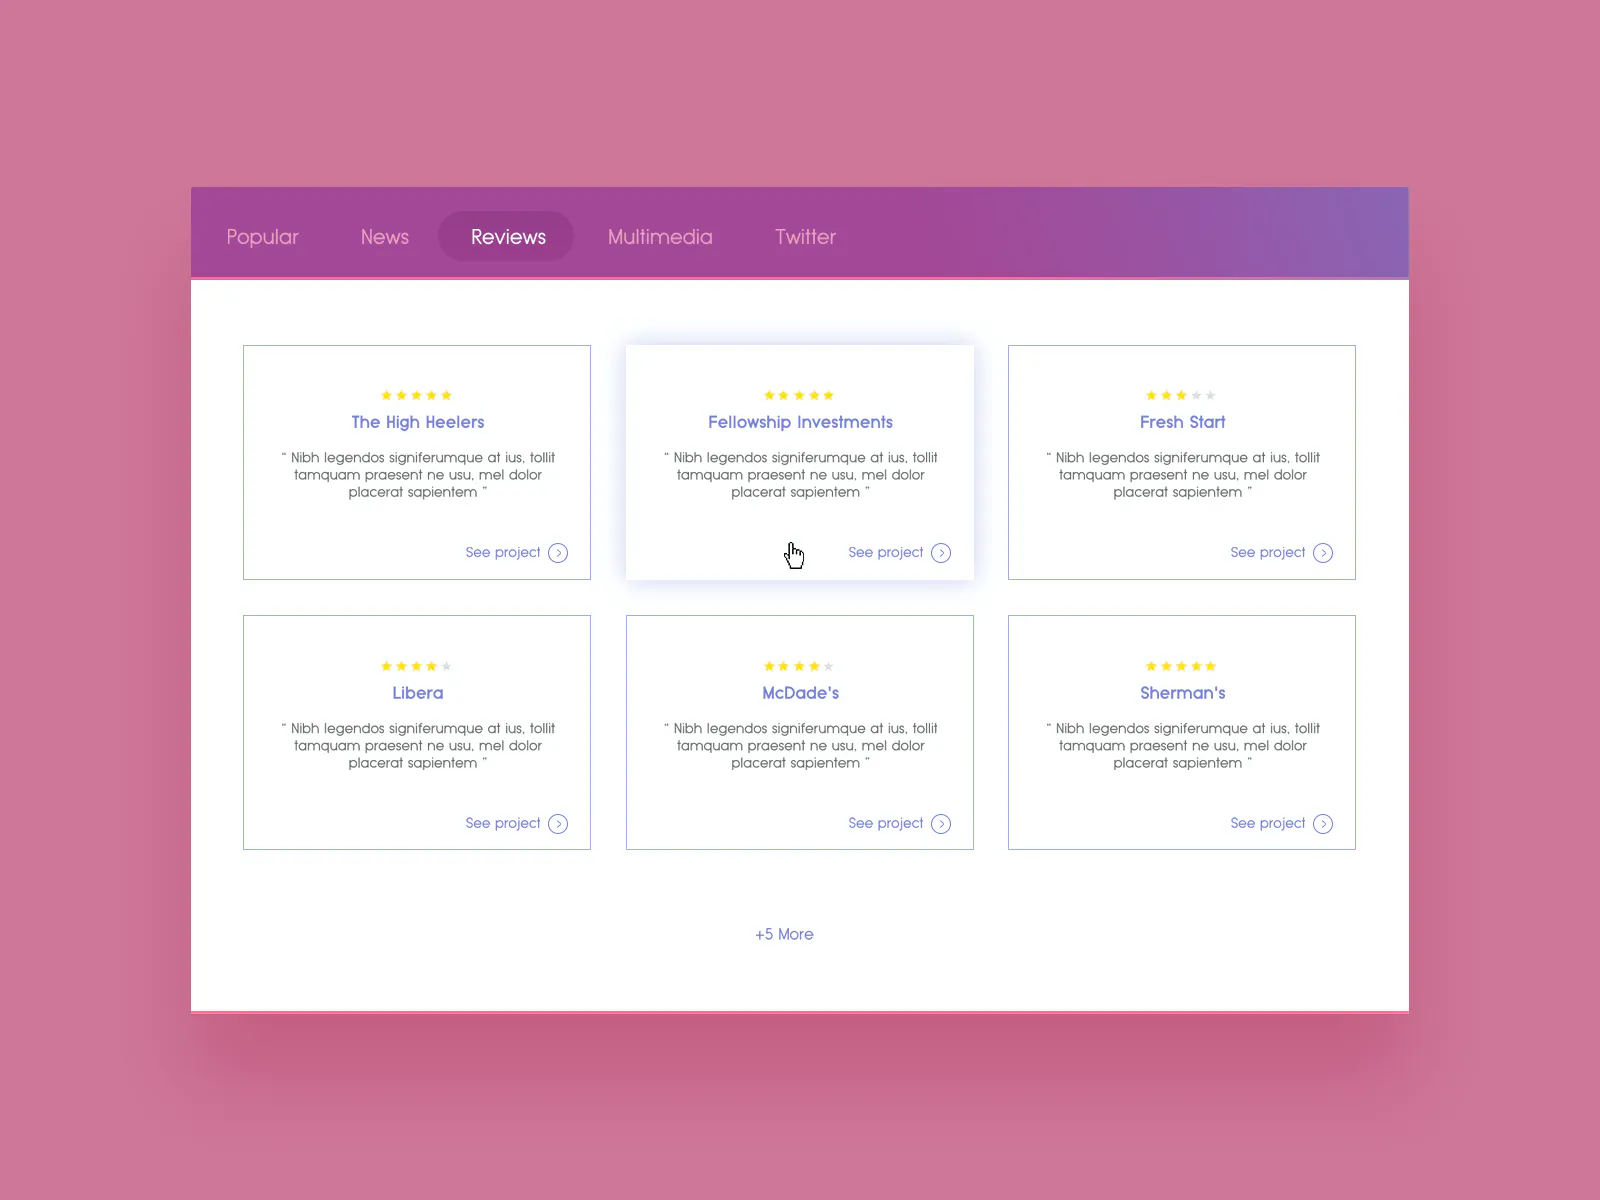 Popular
News
Reviews
Multimedia
Twitter
The High Heelers
“ Nibh legendos signiferumque at ius, tollit
tamquam praesent ne usu, mel dolor
placerat sapientem ”
See project
Fellowship Investments
“ Nibh legendos signiferumque at ius, tollit
tamquam praesent ne usu, mel dolor
placerat sapientem ”
See project
Fresh Start
“ Nibh legendos signiferumque at ius, tollit
tamquam praesent ne usu, mel dolor
placerat sapientem ”
See project
Libera
“ Nibh legendos signiferumque at ius, tollit
tamquam praesent ne usu, mel dolor
placerat sapientem ”
See project
McDade's
“ Nibh legendos signiferumque at ius, tollit
tamquam praesent ne usu, mel dolor
placerat sapientem ”
See project
Sherman's
“ Nibh legendos signiferumque at ius, tollit
tamquam praesent ne usu, mel dolor
placerat sapientem ”
See project
+5 More